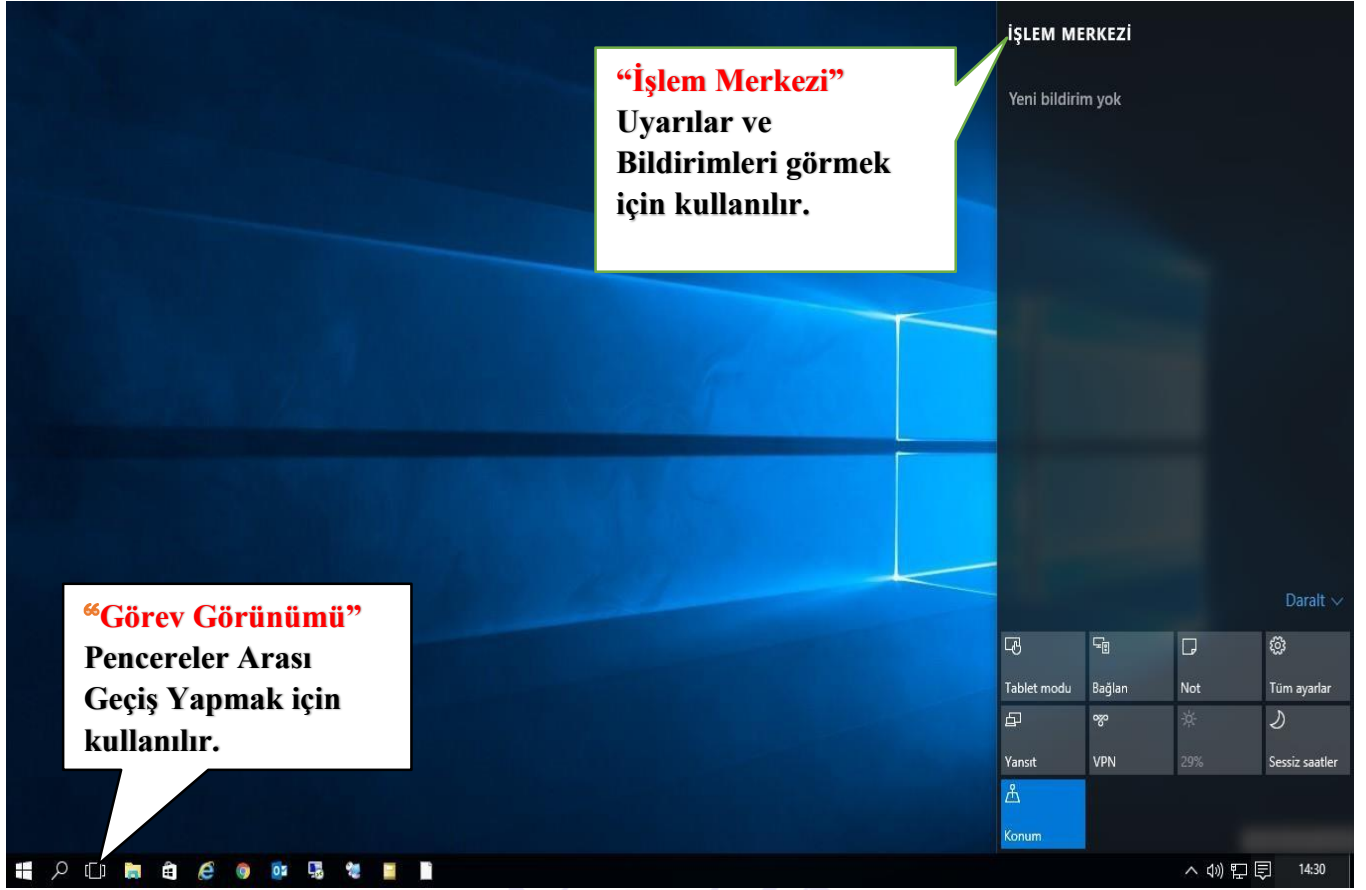 İŞLEM MERKEZİ
“İşlem Merkezi”
Uyarılar ve
Bildirimleri görmek
için kullanılır.
Yeni bildirim yok
“Görev Görünümü”
Pencereler Arası
Geçiş Yapmak için
kullanılır.
Daralt
Tablet modu Bağlan Not Tüm ayarlar
Yansıt VPN 29% Sessiz saatler
Konum
14:30